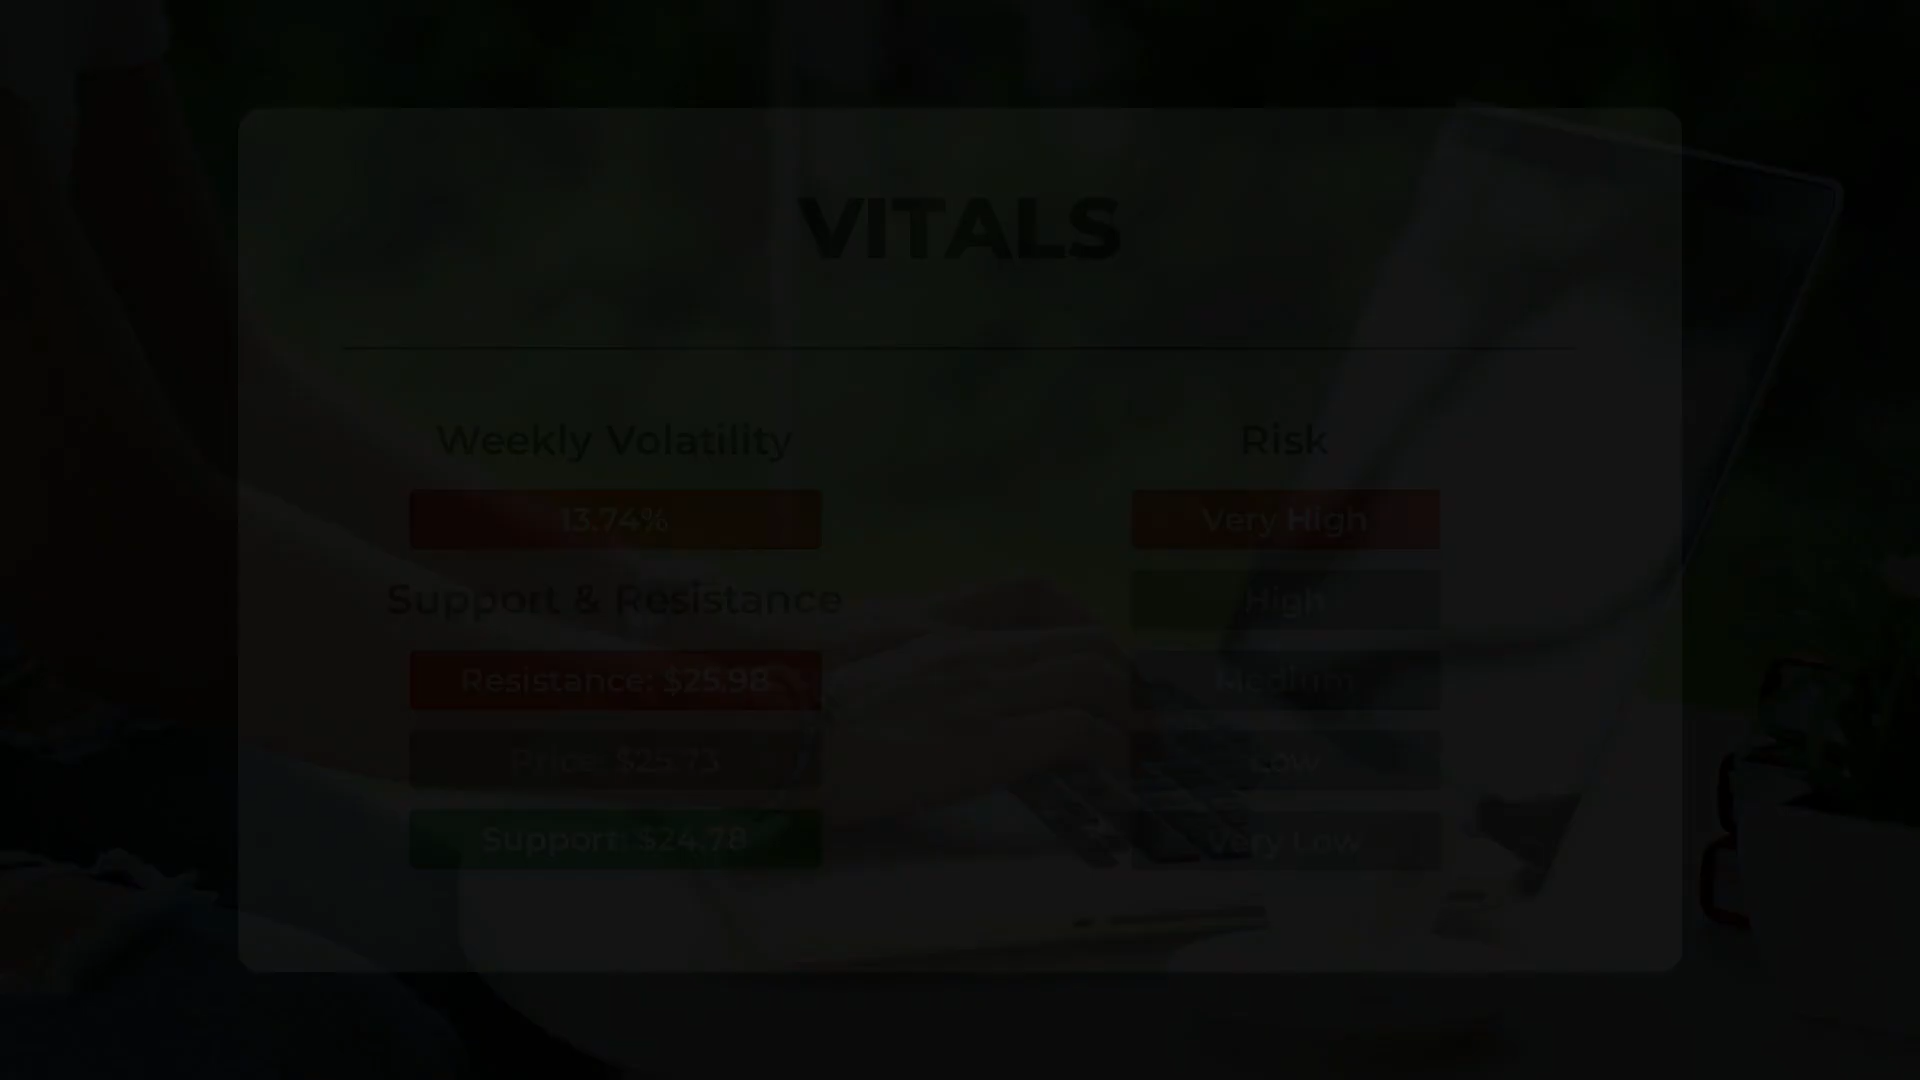 VITALS
Weekly Volatility
13.74%
Support & Resistance
Resistance: $25.98
Price: $25.73
Support: $24.78
Risk
Very High
High
Medium
Low
Very Low